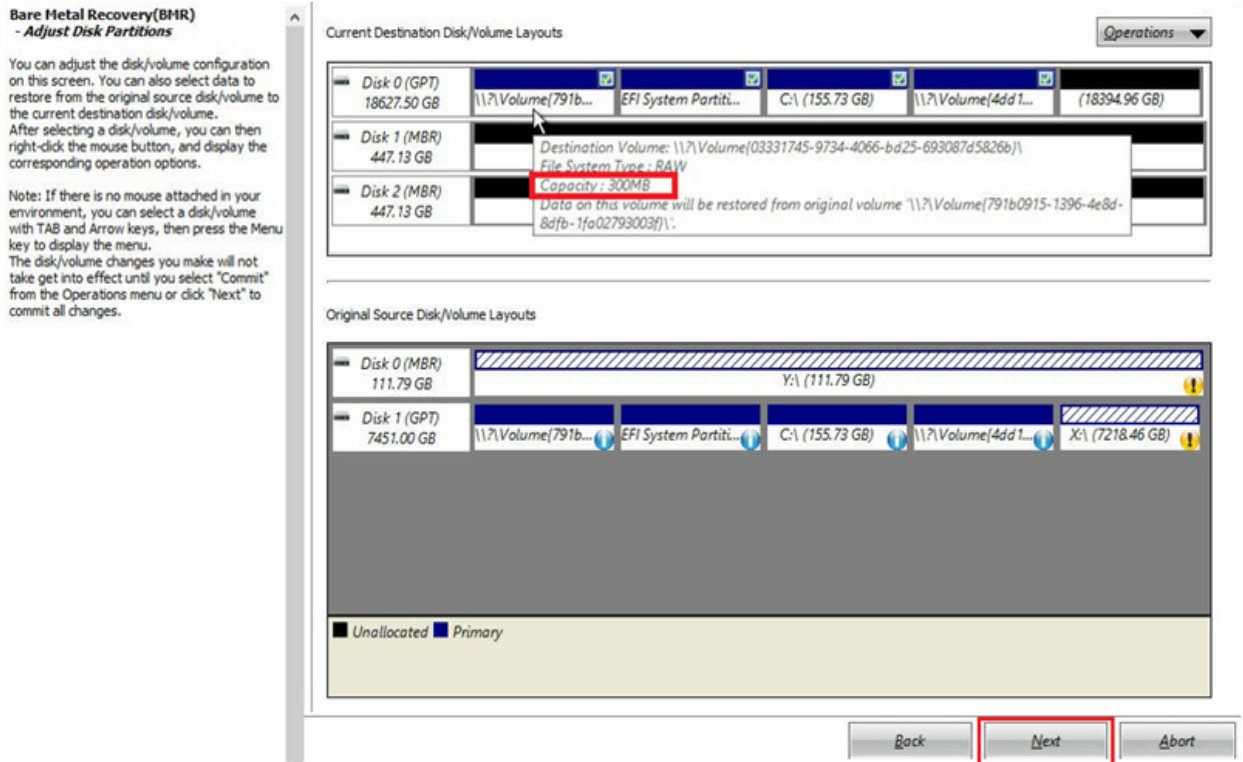 Bare Metal Recovery(BMR)
- Adjust Disk Partitions
You can adjust the disk/volume configuration
on this screen. You can also select data to
restore from the original source disk/volume to
the current destination disk/volume.
After selecting a disk/volume, you can then
right-click the mouse button, and display the
corresponding operation options.
Note: If there is no mouse attached in your
environment, you can select a disk/volume
with TAB and Arrow keys, then press the Menu
key to display the menu.
The disk/volume changes you make will not
take get into effect until you select "Commit"
from the Operations menu or click "Next" to
commit all changes.
Current Destination Disk/Volume Layouts
Operations
Disk 0 (GPT)
18627.50 GB
\\?\Volume{791b...
EFI System Partiti...
C:\ (155.73 GB)
\\?\Volume{4dd1...
(18394.96 GB)
Disk 1 (MBR)
447.13 GB
Disk 2 (MBR)
447.13 GB
Destination Volume: \\?\Volume{03331745-9734-4066-bd25-693087d5826b}\
File System Type : RAW
Capacity : 300MB
Data on this volume will be restored from original volume '\\?\Volume{791b0915-1396-4e8d-
8dfb-1fa02793003f}\'.
Original Source Disk/Volume Layouts
Disk 0 (MBR)
111.79 GB
Y:\ (111.79 GB)
Disk 1 (GPT)
7451.00 GB
\\?\Volume{791b...
EFI System Partiti...
C:\ (155.73 GB)
\\?\Volume{4dd1...
X:\ (7218.46 GB)
Unallocated Primary
Back
Next
Abort